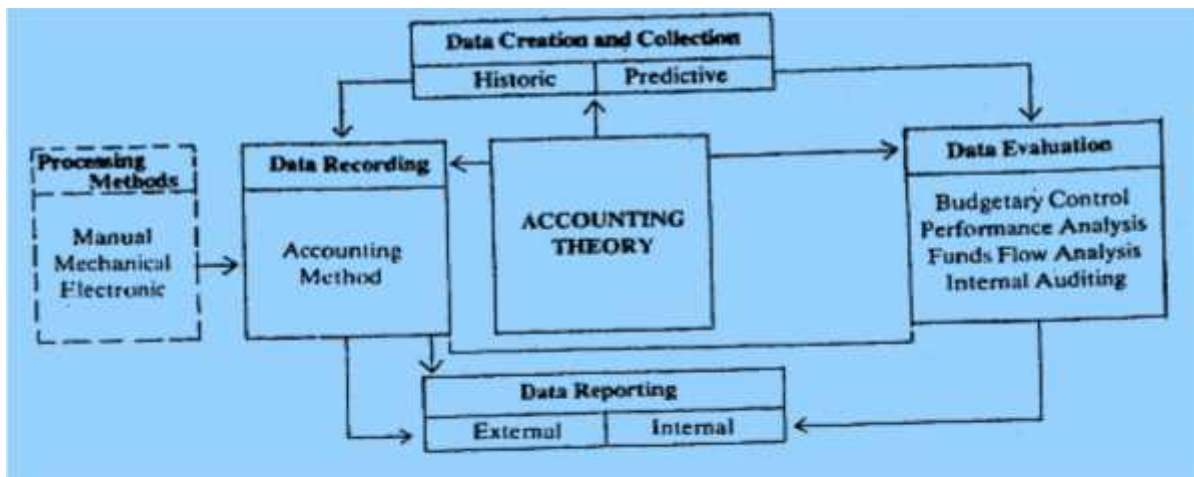 Data Creation and Collection
Historic
Predictive
Processing
Methods
Manual
Mechanical
Electronic
Data Recording
Accounting
Method
ACCOUNTING
THEORY
Data Evaluation
Budgetary Control
Performance Analysis
Funds Flow Analysis
Internal Auditing
Data Reporting
External
Internal